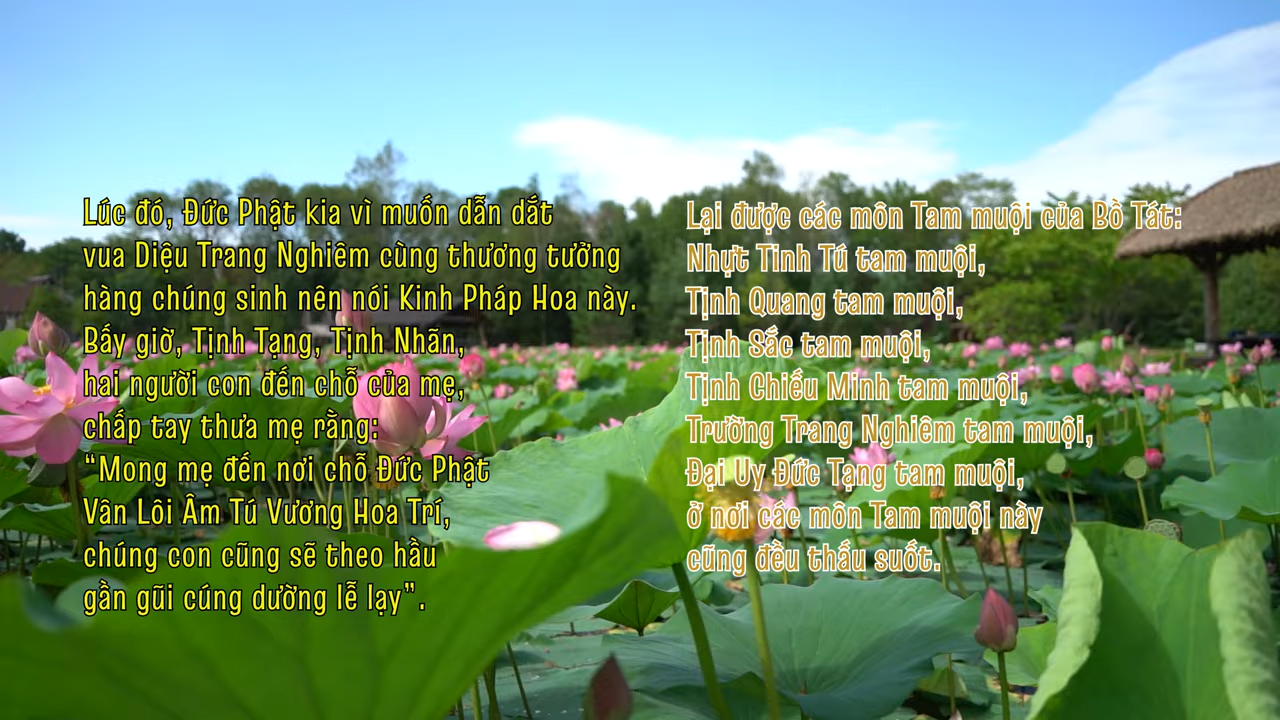 Lúc đó, Đức Phật kia vì muốn dẫn dắt
vua Diệu Trang Nghiêm cùng thương tưởng
hàng chúng sinh nên nói Kinh Pháp Hoa này.
Bấy giờ, Tịnh Tạng, Tịnh Nhãn,
hai người con đến chỗ của mẹ,
chấp tay thưa mẹ rằng:
“Mong mẹ đến nơi chỗ Đức Phật
Vân Lôi Âm Tú Vương Hoa Trí,
chúng con cũng sẽ theo hầu
gần gũi cúng dường lễ lạy”.
Lại được các môn Tam muội của Bồ Tát:
Nhựt Tinh Tú tam muội,
Tịnh Quang tam muội,
Tịnh Sắc tam muội,
Tịnh Chiếu Minh tam muội,
Trường Trang Nghiêm tam muội,
Đại Uy Đức Tạng tam muội,
ở nơi các môn Tam muội này
cũng đều thấu suốt.